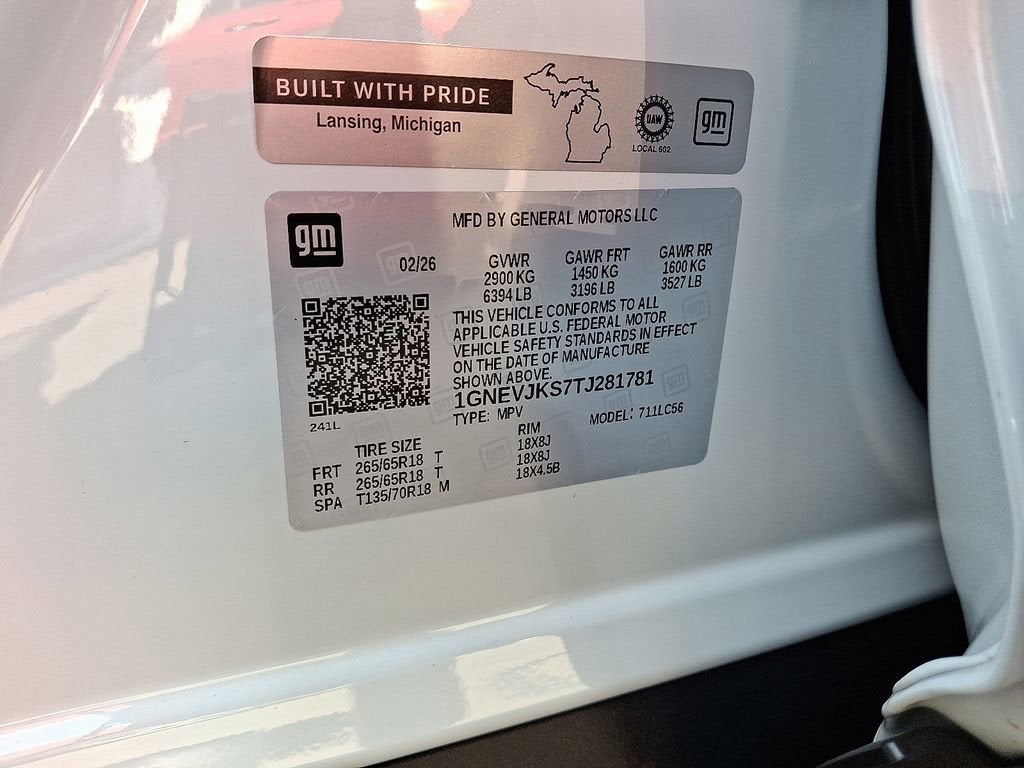 BUILT WITH PRIDE
Lansing, Michigan
UAW
LOCAL 602
gm
gm
MFD BY GENERAL MOTORS LLC
02/26
GVWR GAWR FRT GAWR RR
2900 KG 1450 KG 1600 KG
6394 LB 3196 LB 3527 LB
THIS VEHICLE CONFORMS TO ALL
APPLICABLE U.S. FEDERAL MOTOR
VEHICLE SAFETY STANDARDS IN EFFECT
ON THE DATE OF MANUFACTURE
SHOWN ABOVE.
1GNEVJKS7TJ281781
TYPE: MPV MODEL: 711LC56
241L
TIRE SIZE RIM
FRT 265/65R18 T 18X8J
RR 265/65R18 T 18X8J
SPA T135/70R18 M 18X4.5B